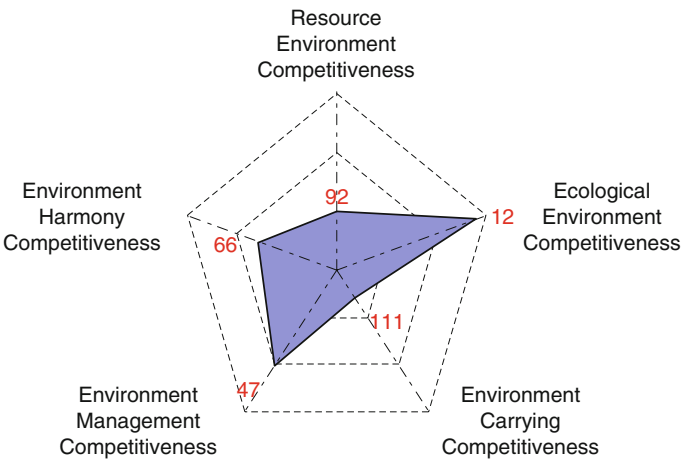 Resource
Environment
Competitiveness
92
Ecological
Environment
Competitiveness
12
Environment
Harmony
Competitiveness
66
111
47
Environment
Management
Competitiveness
Environment
Carrying
Competitiveness